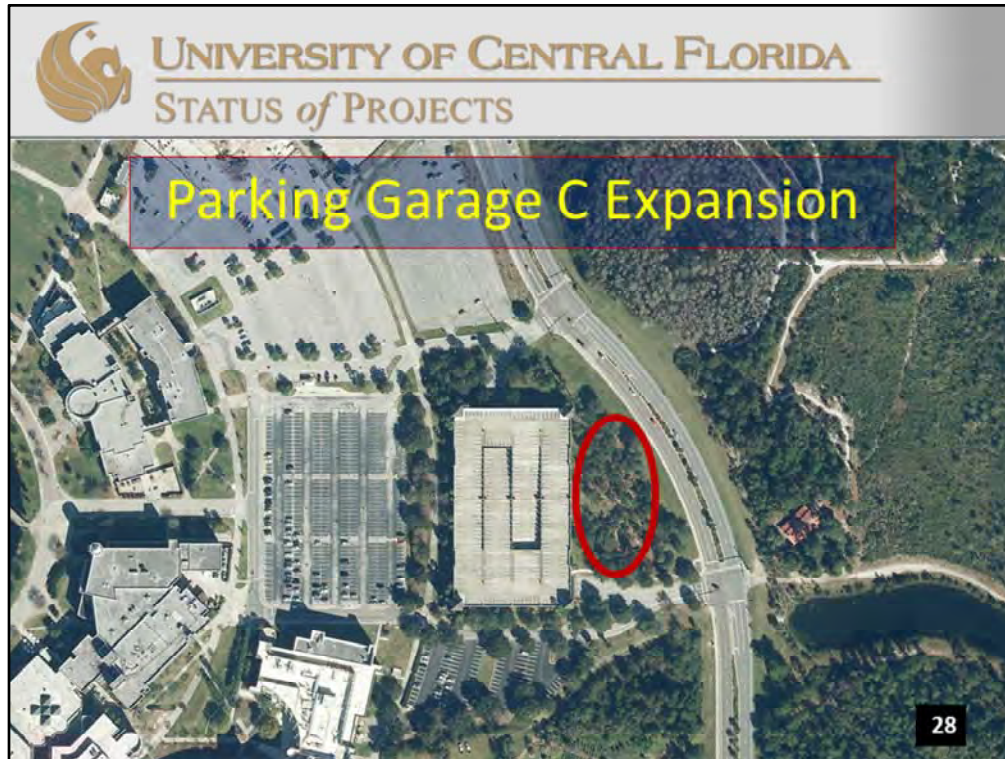 UNIVERSITY OF CENTRAL FLORIDA
STATUS of PROJECTS
Parking Garage C Expansion
28